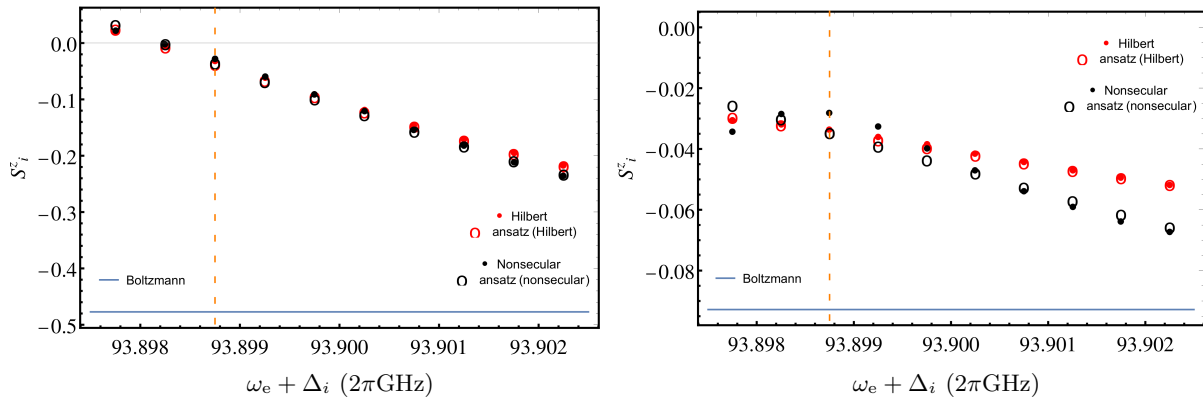 0.0
−0.1
−0.2
−0.3
−0.4
−0.5
S^z_i
Hilbert
ansatz (Hilbert)
Nonsecular
ansatz (nonsecular)
Boltzmann
93.898 93.899 93.900 93.901 93.902
ω_e + Δ_i (2πGHz)
−0.02
−0.04
−0.06
−0.08
S^z_i
Hilbert
ansatz (Hilbert)
Nonsecular
ansatz (nonsecular)
Boltzmann
93.898 93.899 93.900 93.901 93.902
ω_e + Δ_i (2πGHz)